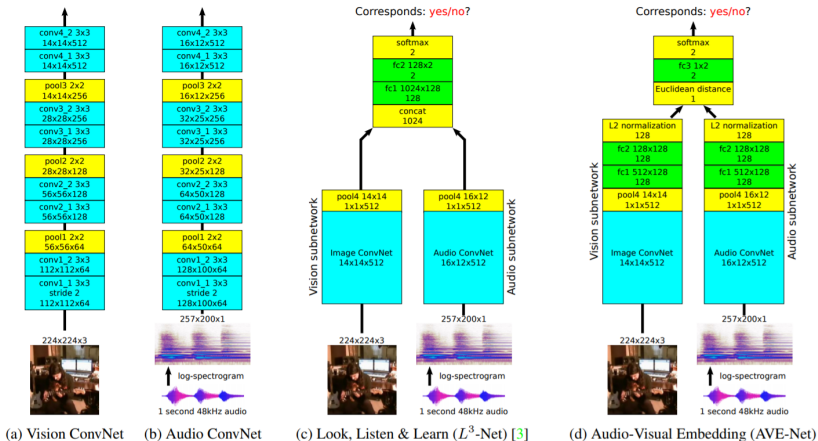 conv4_2 3x3
14x14x512
conv4_1 3x3
14x14x512
pool3 2x2
14x14x256
conv3_2 3x3
28x28x256
conv3_1 3x3
28x28x256
pool2 2x2
28x28x128
conv2_2 3x3
56x56x128
conv2_1 3x3
56x56x128
pool1 2x2
56x56x64
conv1_2 3x3
112x112x64
conv1_1 3x3
stride 2
112x112x64
224x224x3
(a) Vision ConvNet
conv4_2 3x3
16x12x512
conv4_1 3x3
16x12x512
pool3 2x2
16x12x256
conv3_2 3x3
32x25x256
conv3_1 3x3
32x25x256
pool2 2x2
32x25x128
conv2_2 3x3
64x50x128
conv2_1 3x3
64x50x128
pool1 2x2
64x50x64
conv1_2 3x3
128x100x64
conv1_1 3x3
stride 2
128x100x64
257x200x1
log-spectrogram
1 second 48kHz audio
(b) Audio ConvNet
Corresponds: yes/no?
softmax
2
fc2 128x2
2
fc1 1024x128
128
concat
1024
Vision subnetwork
pool4 14x14
1x1x512
Image ConvNet
14x14x512
224x224x3
pool4 16x12
1x1x512
Audio ConvNet
16x12x512
Audio subnetwork
257x200x1
log-spectrogram
1 second 48kHz audio
(c) Look, Listen & Learn (L³-Net) [3]
Corresponds: yes/no?
softmax
2
fc3 1x2
2
Euclidean distance
1
Vision subnetwork
L2 normalization
128
fc2 128x128
128
fc1 512x128
128
pool4 14x14
1x1x512
Image ConvNet
14x14x512
224x224x3
L2 normalization
128
fc2 128x128
128
fc1 512x128
128
pool4 16x12
1x1x512
Audio ConvNet
16x12x512
Audio subnetwork
257x200x1
log-spectrogram
1 second 48kHz audio
(d) Audio-Visual Embedding (AVE-Net)